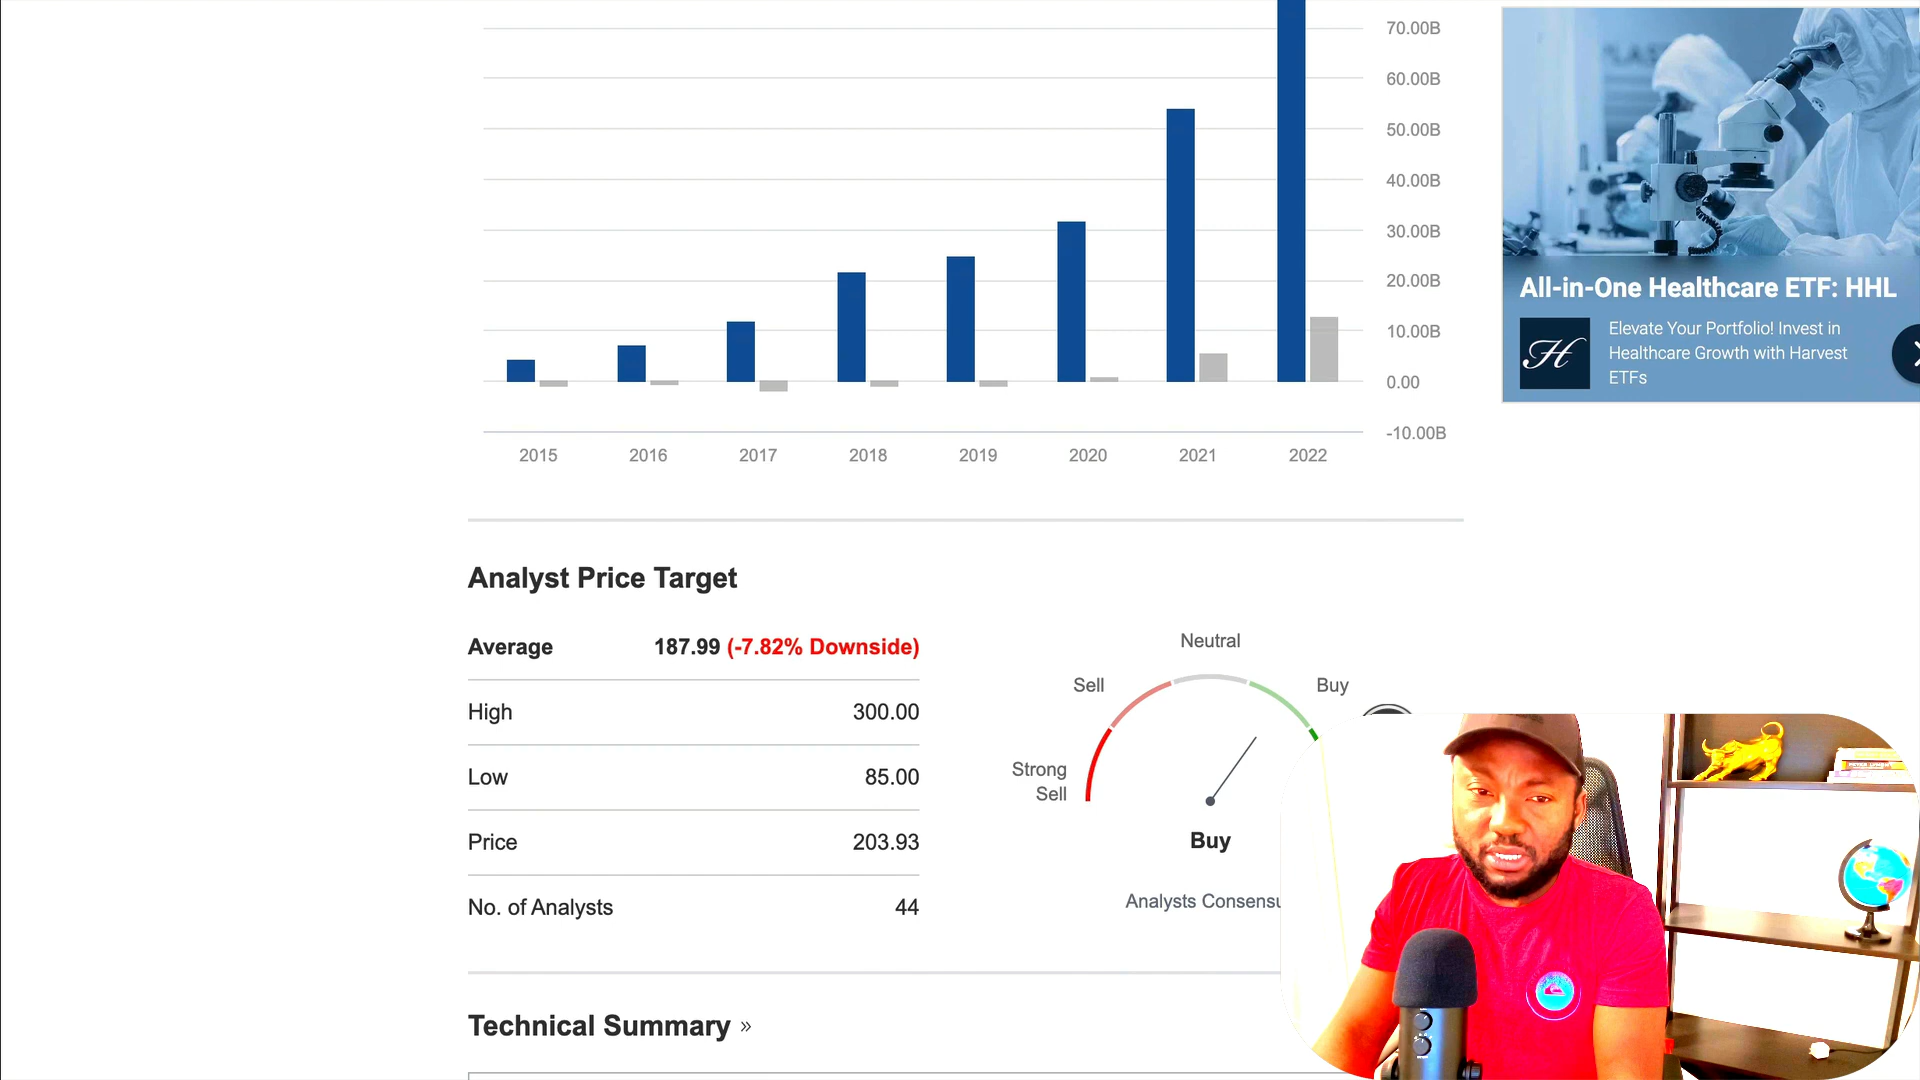 70.00B
60.00B
50.00B
40.00B
30.00B
20.00B
10.00B
0.00
-10.00B
2015 2016 2017 2018 2019 2020 2021 2022
All-in-One Healthcare ETF: HHL
H
Elevate Your Portfolio! Invest in
Healthcare Growth with Harvest
ETFs
Analyst Price Target
Average 187.99 (-7.82% Downside)
High 300.00
Low 85.00
Price 203.93
No. of Analysts 44
Neutral
Sell
Buy
Strong
Sell
Buy
Analysts Consensu
Technical Summary »